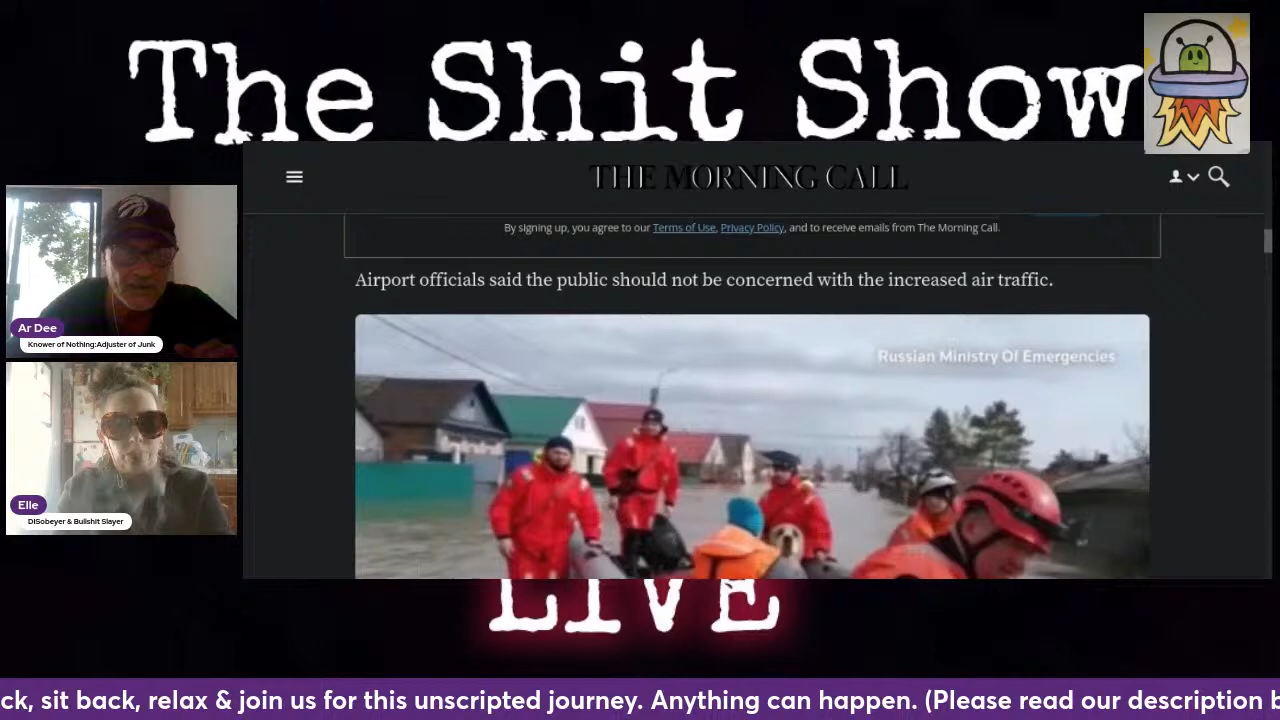 The Shit Show
THE MORNING CALL
By signing up, you agree to our Terms of Use, Privacy Policy, and to receive emails from The Morning Call.
Airport officials said the public should not be concerned with the increased air traffic.
Russian Ministry Of Emergencies
Ar Dee
Knower of Nothing:Adjuster of Junk
Elle
DISobeyer & Bullshit Slayer
LIVE
ck, sit back, relax & join us for this unscripted journey. Anything can happen. (Please read our description b